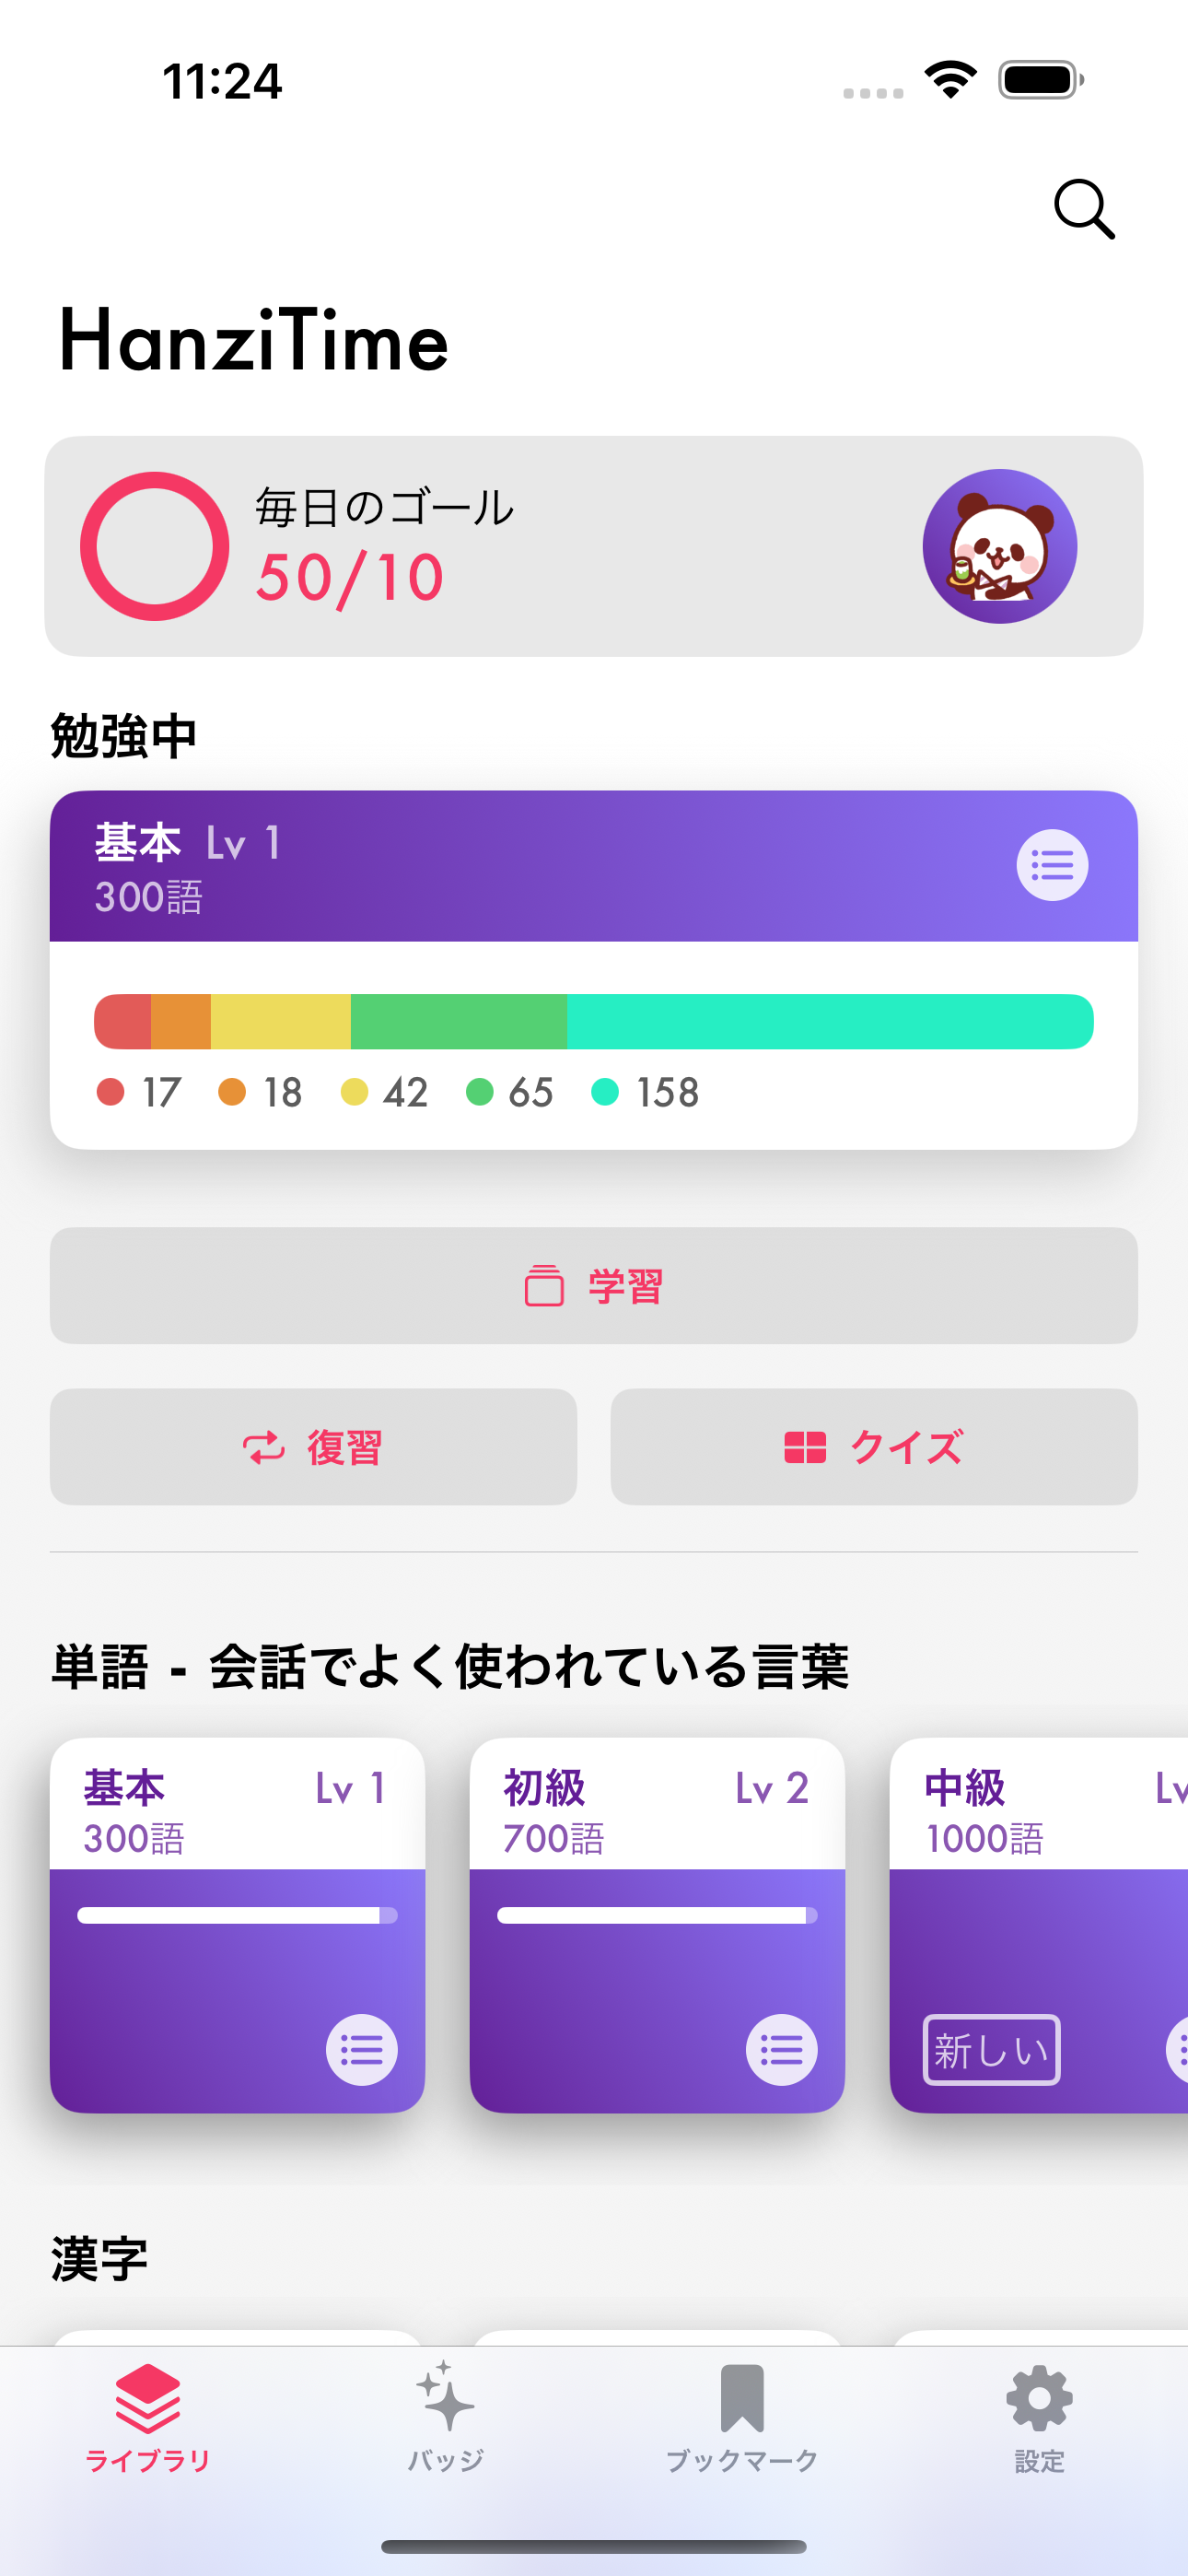 11:24
HanziTime
毎日のゴール
50/10
勉強中
基本 Lv 1
300語
17 18 42 65 158
学習
復習 クイズ
単語 - 会話でよく使われている言葉
基本 Lv 1 初級 Lv 2 中級 Lv
300語 700語 1000語
新しい
漢字
ライブラリ バッジ ブックマーク 設定